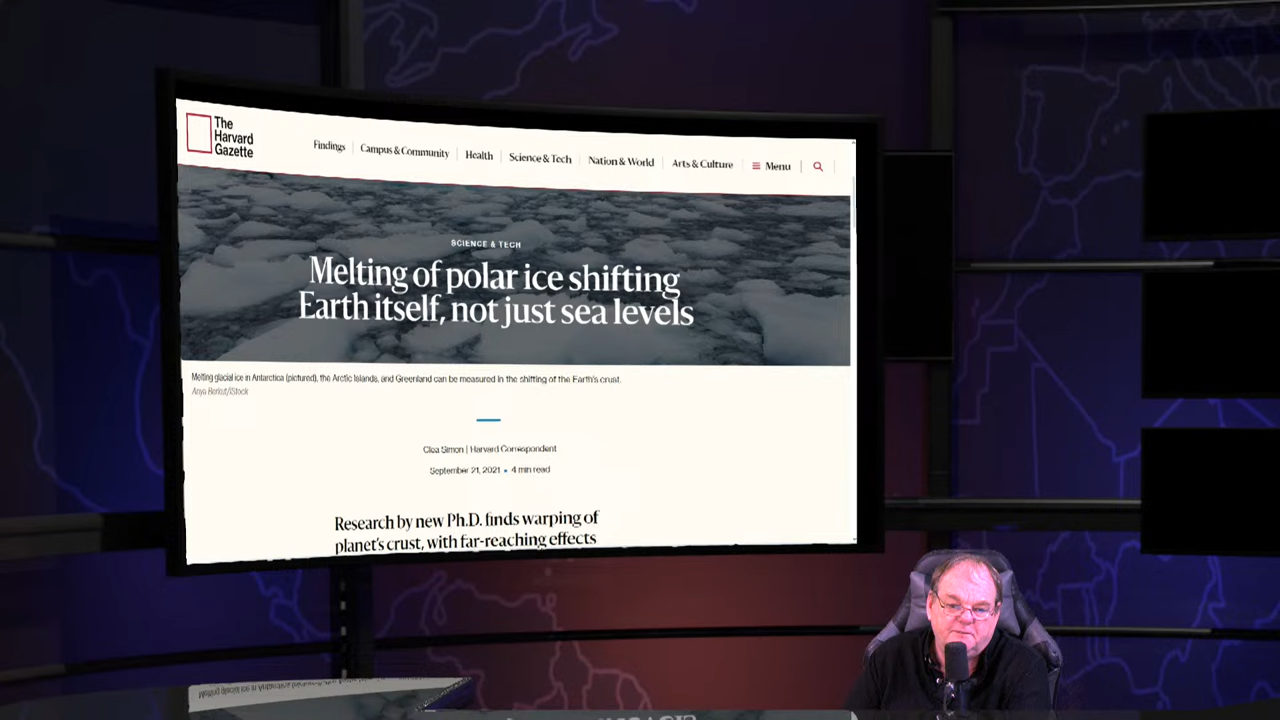 The
Harvard
Gazette
Findings
Campus & Community
Health
Science & Tech
Nation & World
Arts & Culture
Menu
SCIENCE & TECH
Melting of polar ice shifting
Earth itself, not just sea levels
Melting glacial ice in Antarctica (pictured), the Arctic Islands, and Greenland can be measured in the shifting of the Earth's crust.
Anya Berkut/iStock
Clea Simon | Harvard Correspondent
September 21, 2021 • 4 min read
Research by new Ph.D. finds warping of
planet's crust, with far-reaching effects